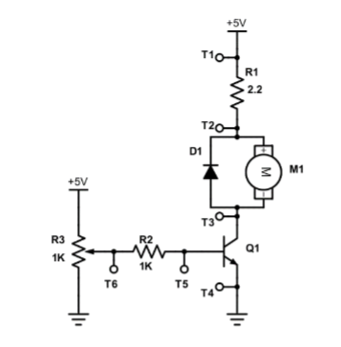 +5V
T1
R1
2.2
T2
D1
+
M
M1
-
T3
+5V
R3
1K
R2
1K
Q1
T6
T5
T4